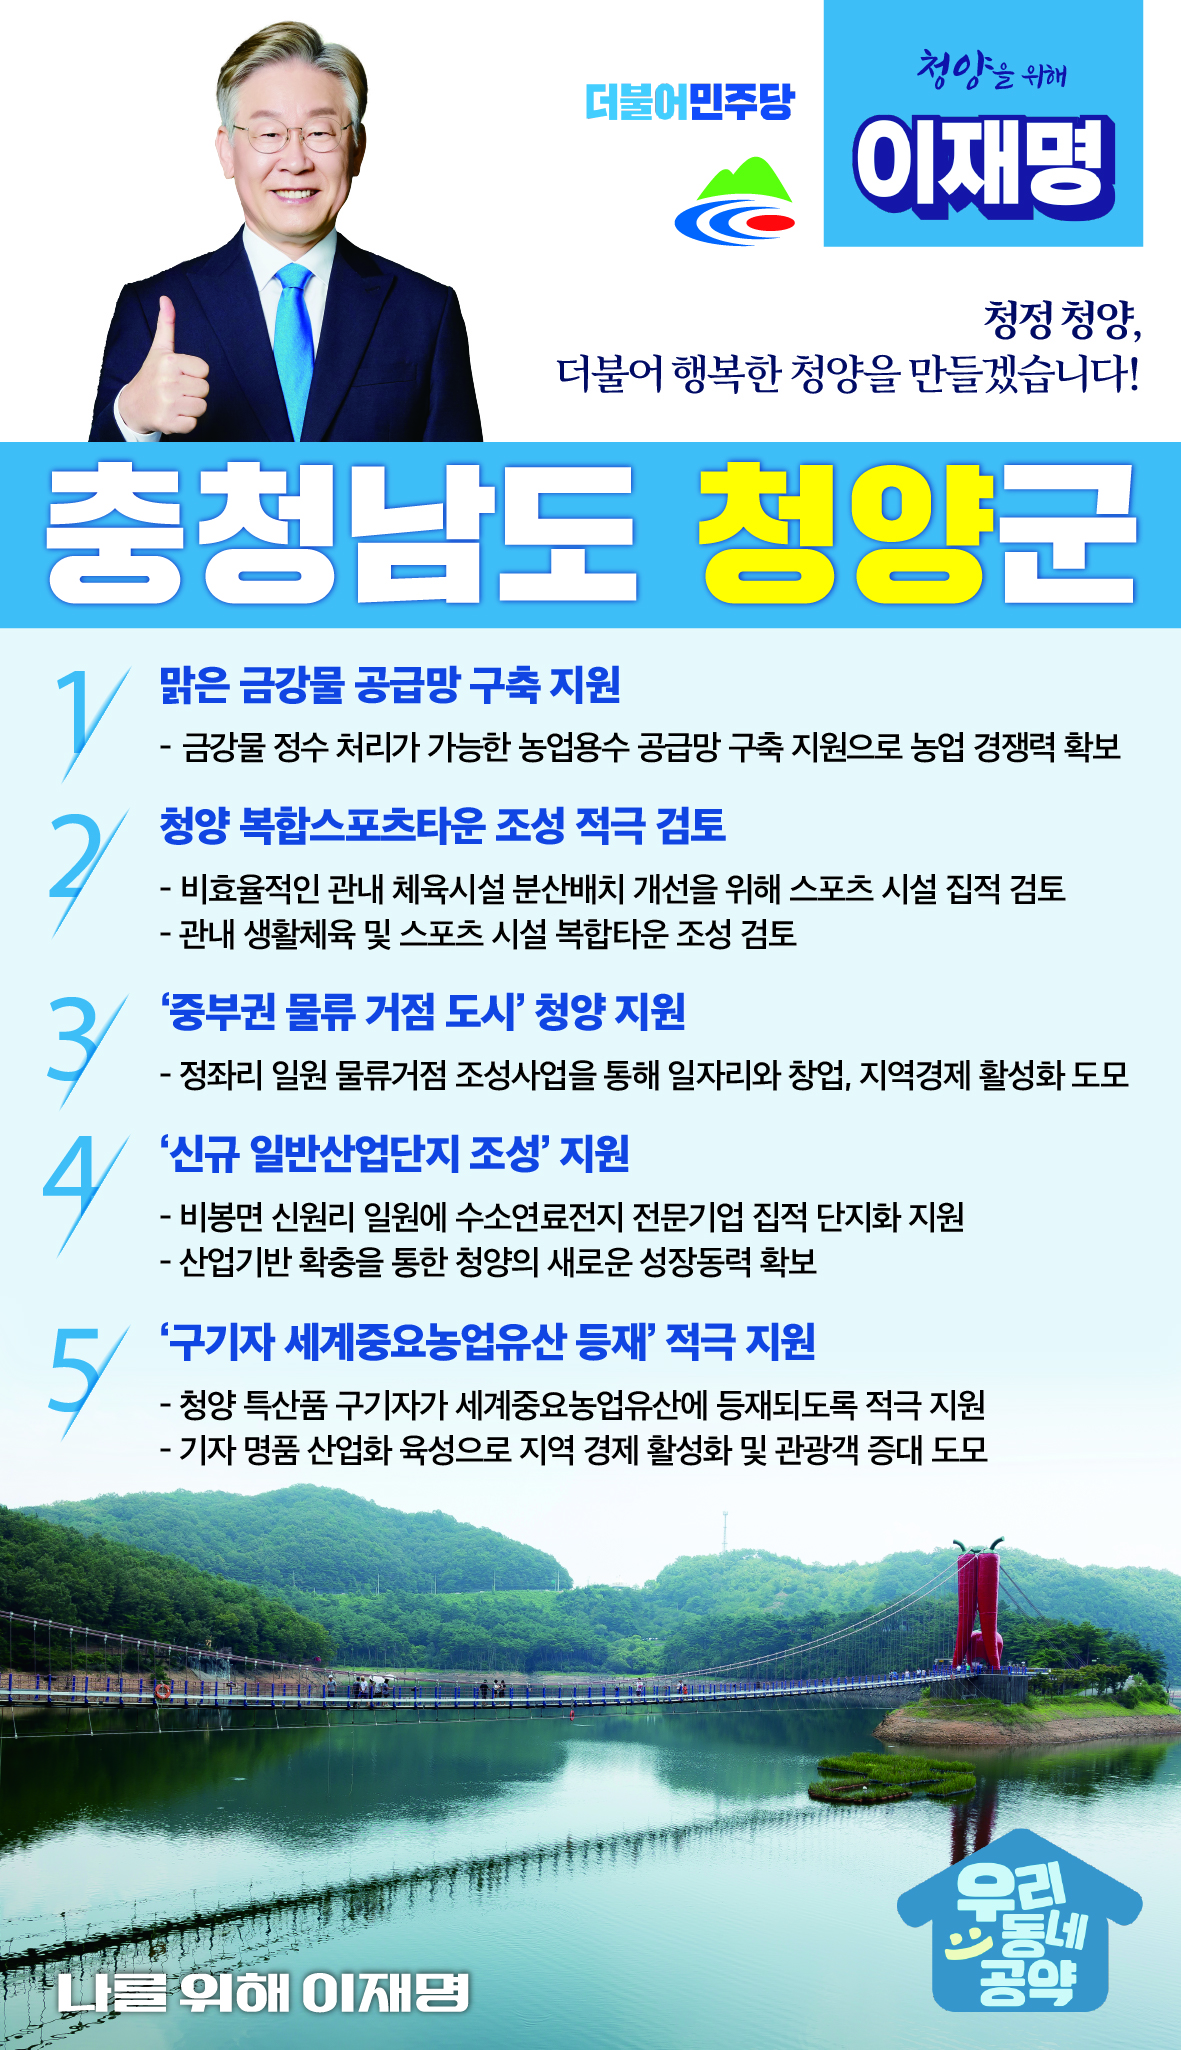 더불어민주당
청양을 위해
이재명
청정 청양,
더불어 행복한 청양을 만들겠습니다!
충청남도 청양군
1 맑은 금강물 공급망 구축 지원
- 금강물 정수 처리가 가능한 농업용수 공급망 구축 지원으로 농업 경쟁력 확보
2 청양 복합스포츠타운 조성 적극 검토
- 비효율적인 관내 체육시설 분산배치 개선을 위해 스포츠 시설 집적 검토
- 관내 생활체육 및 스포츠 시설 복합타운 조성 검토
3 ‘중부권 물류 거점 도시’ 청양 지원
- 정좌리 일원 물류거점 조성사업을 통해 일자리와 창업, 지역경제 활성화 도모
4 ‘신규 일반산업단지 조성’ 지원
- 비봉면 신원리 일원에 수소연료전지 전문기업 집적 단지화 지원
- 산업기반 확충을 통한 청양의 새로운 성장동력 확보
5 ‘구기자 세계중요농업유산 등재’ 적극 지원
- 청양 특산품 구기자가 세계중요농업유산에 등재되도록 적극 지원
- 기자 명품 산업화 육성으로 지역 경제 활성화 및 관광객 증대 도모
우리
동네
공약
나를 위해 이재명